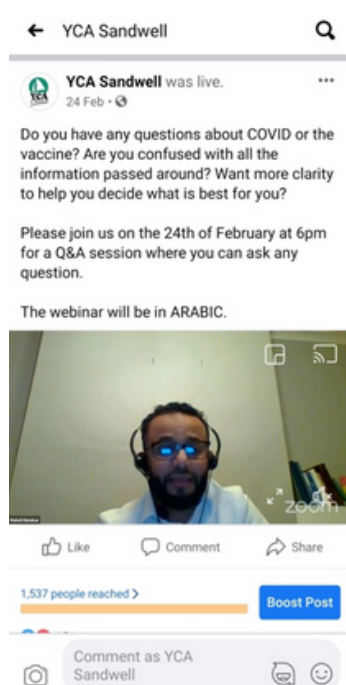 YCA Sandwell
YCA Sandwell was live.
24 Feb
Do you have any questions about COVID or the
vaccine? Are you confused with all the
information passed around? Want more clarity
to help you decide what is best for you?
Please join us on the 24th of February at 6pm
for a Q&A session where you can ask any
question.
The webinar will be in ARABIC.
zoom
Like
Comment
Share
1,537 people reached
Boost Post
Comment as YCA
Sandwell